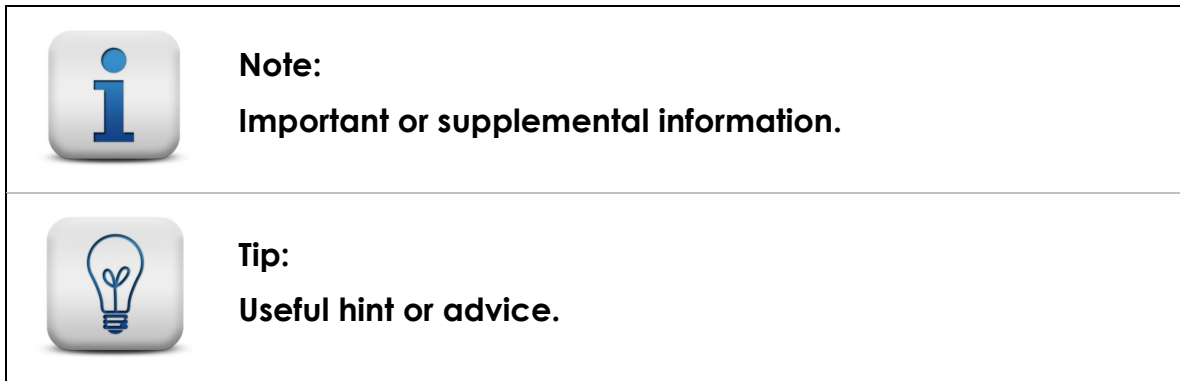 Note:
Important or supplemental information.
Tip:
Useful hint or advice.